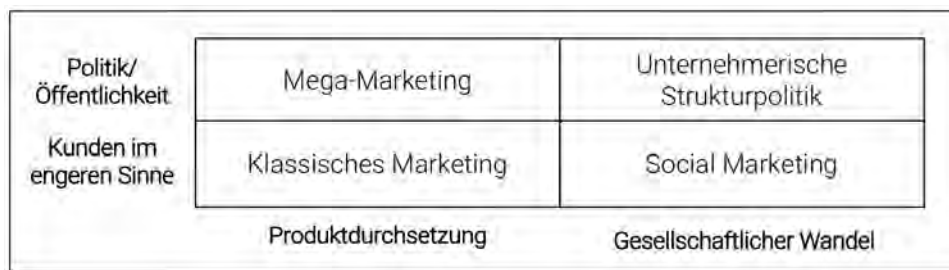 Politik/
Öffentlichkeit
Mega-Marketing
Unternehmerische
Strukturpolitik
Kunden im
engeren Sinne
Klassisches Marketing
Social Marketing
Produktdurchsetzung
Gesellschaftlicher Wandel